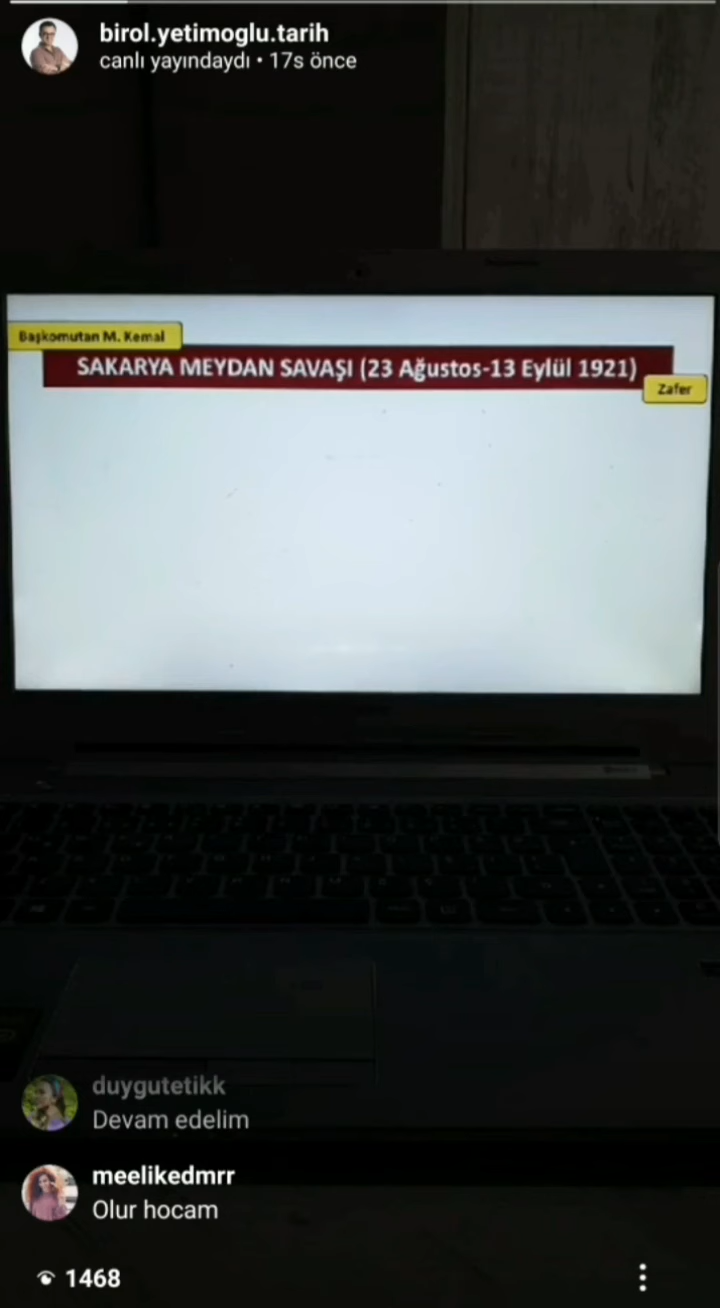 birol.yetimoglu.tarih
canlı yayındaydı • 17s önce
Başkomutan M. Kemal
SAKARYA MEYDAN SAVAŞI (23 Ağustos-13 Eylül 1921)
Zafer
duygutetikk
Devam edelim
meelikedmrr
Olur hocam
1468